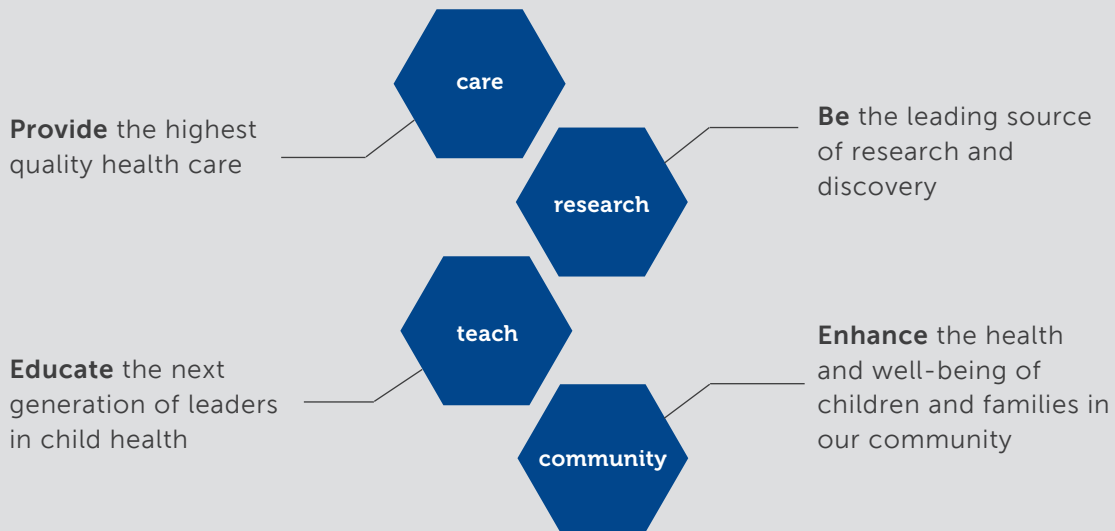 care
Provide the highest
quality health care
Be the leading source
of research and
discovery
research
teach
Educate the next
generation of leaders
in child health
Enhance the health
and well-being of
children and families in
our community
community